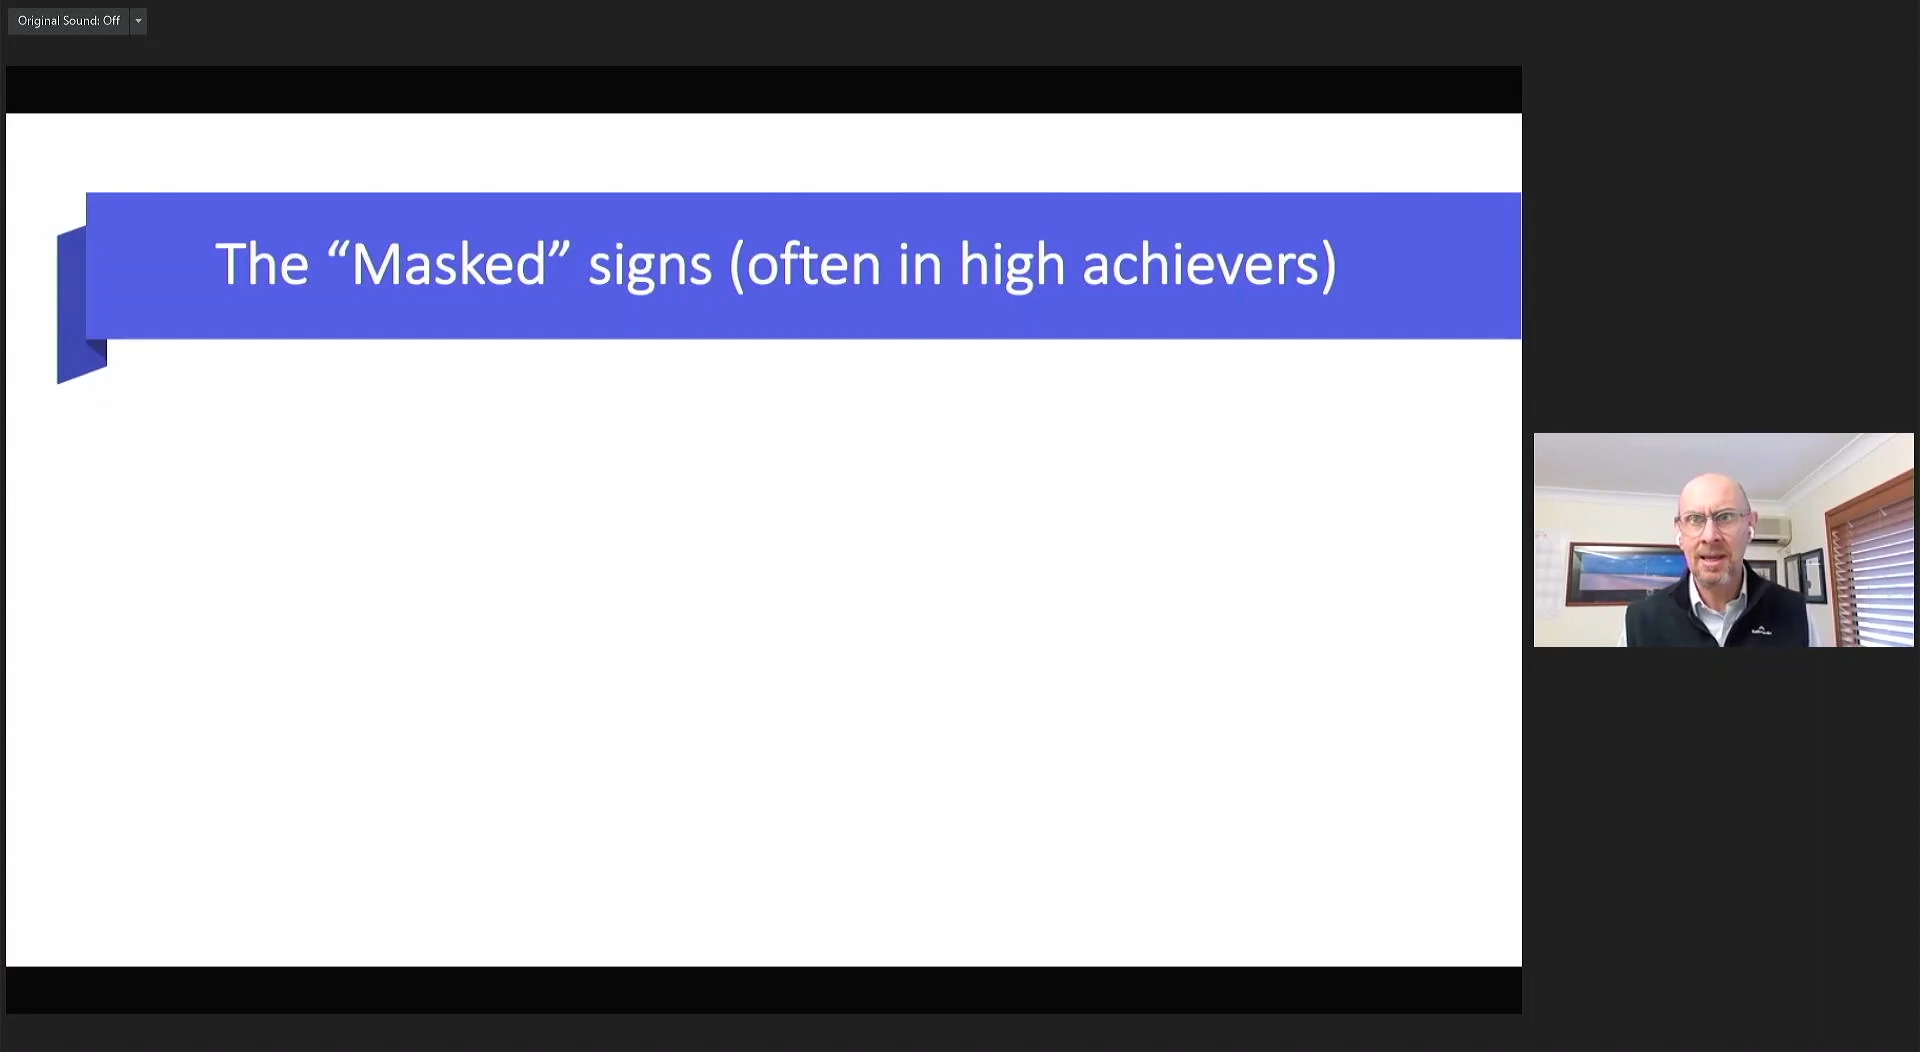 Original Sound: Off
The “Masked” signs (often in high achievers)